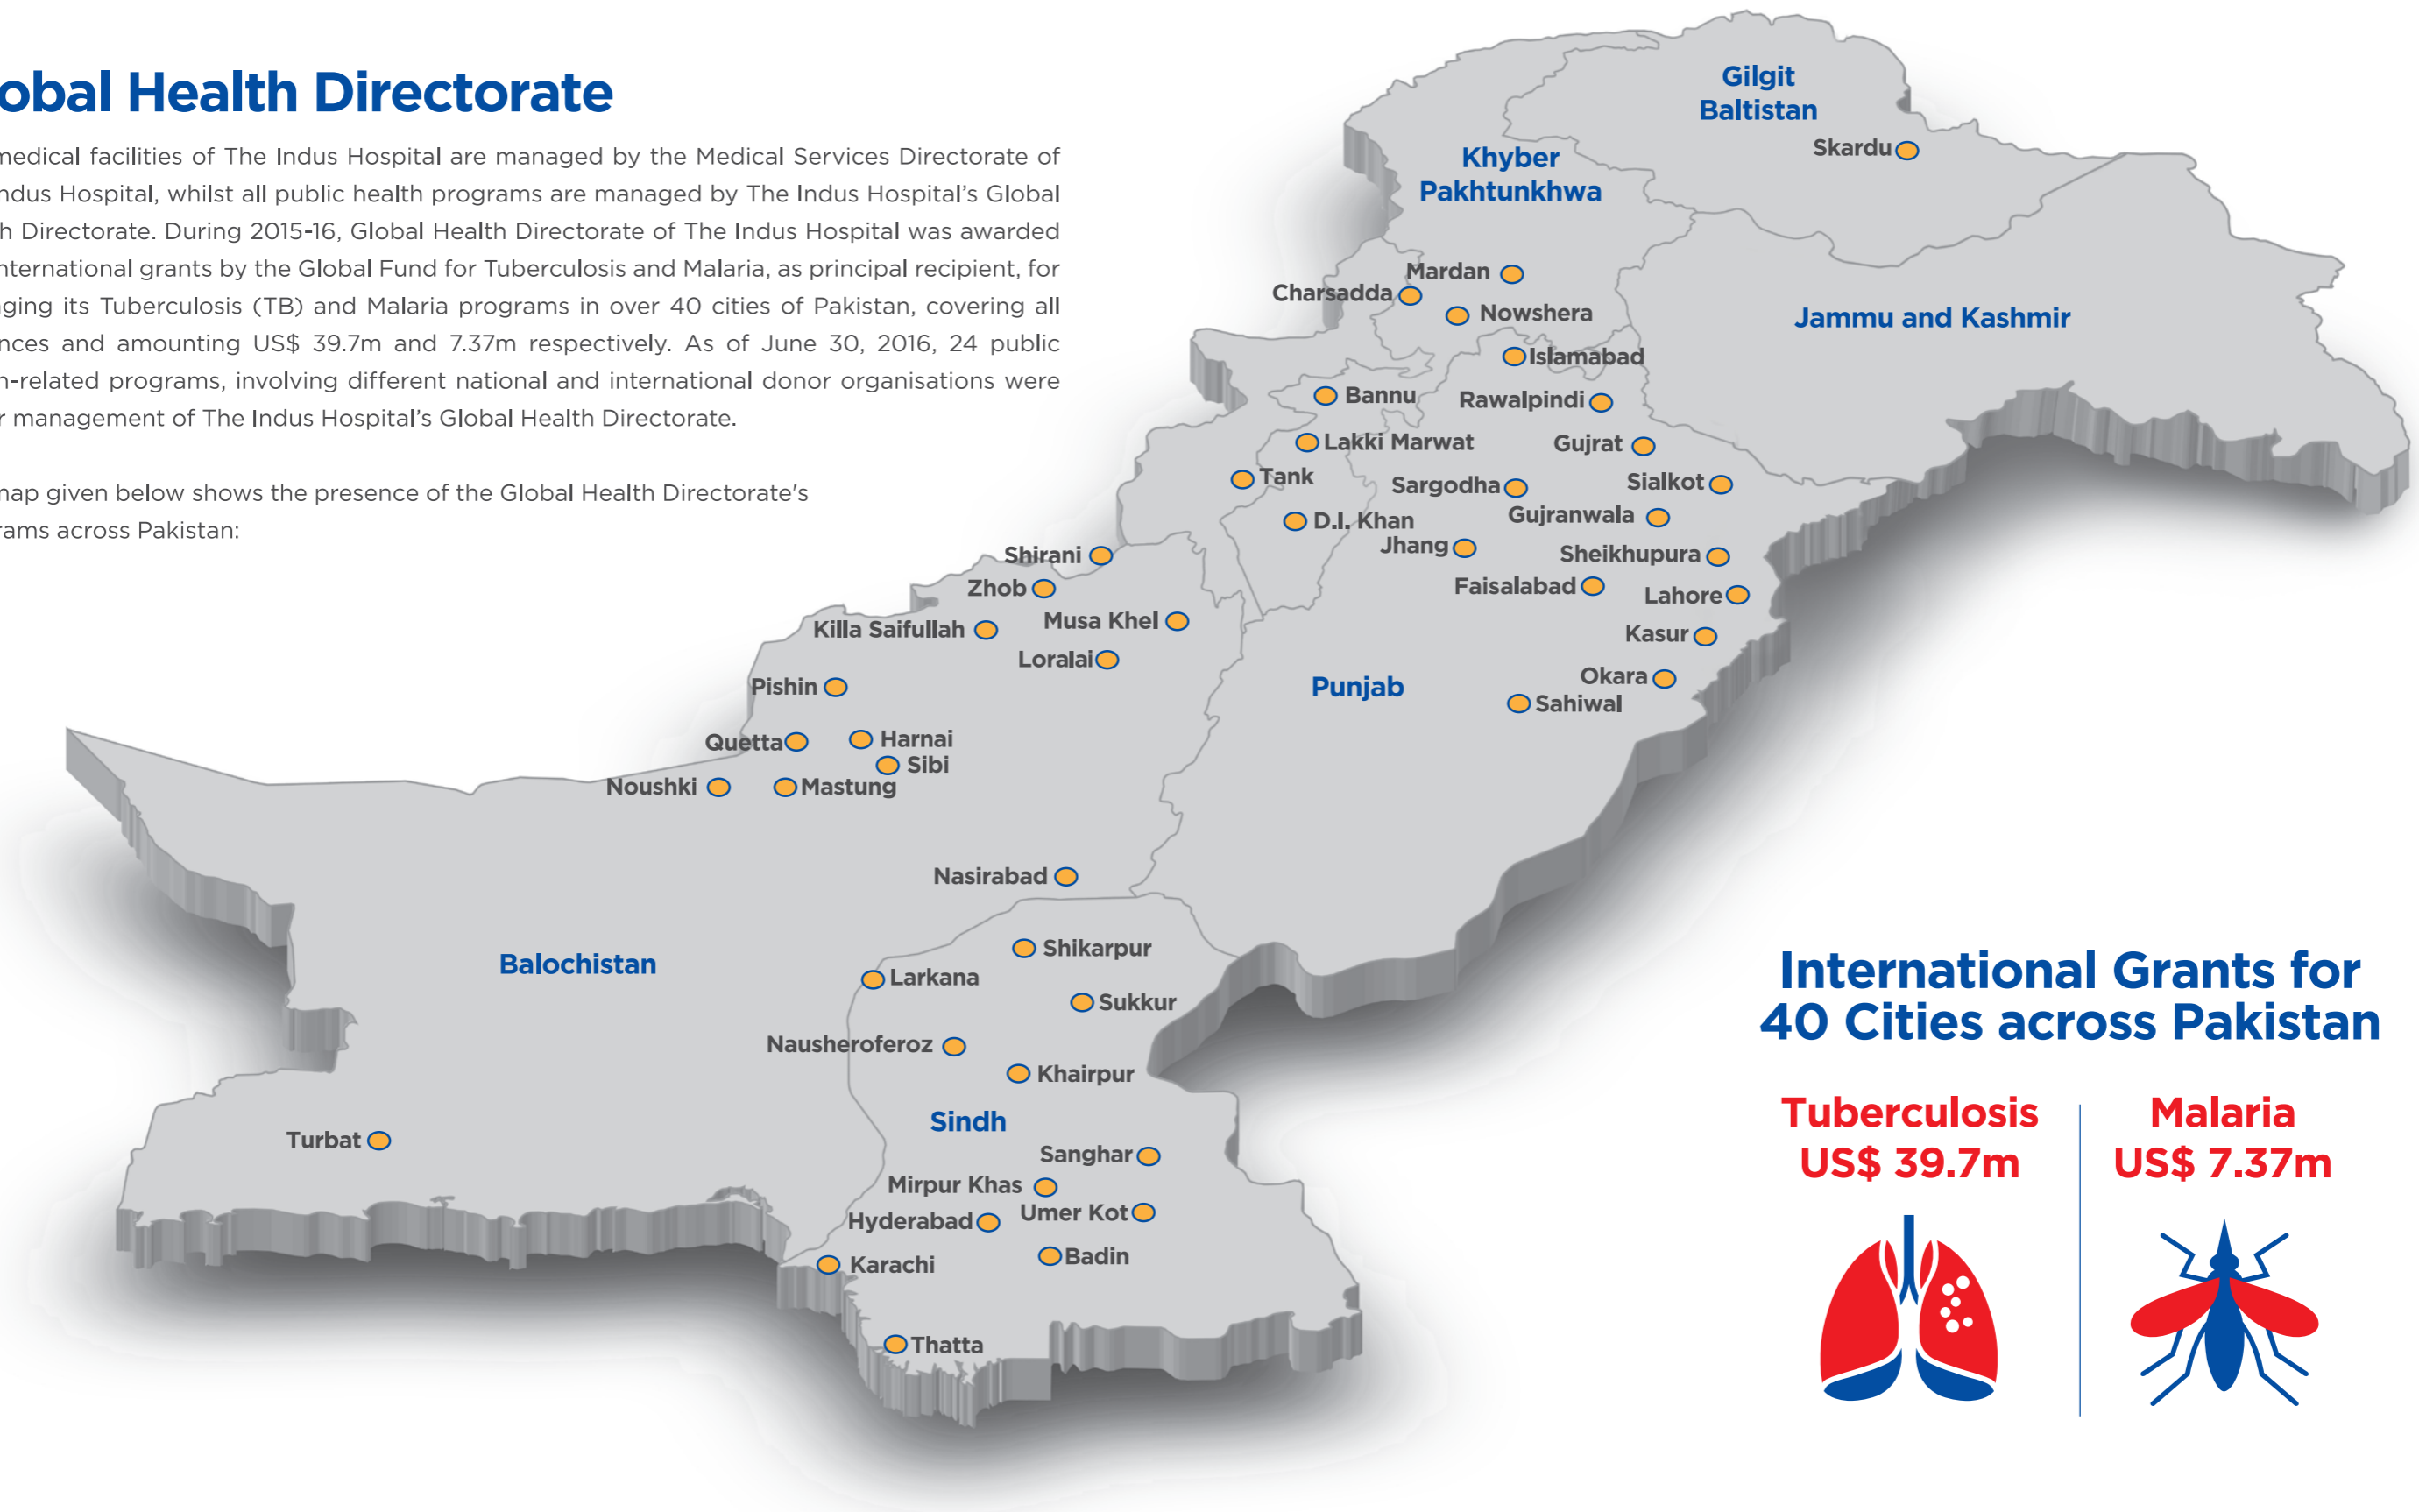 obal Health Directorate
medical facilities of The Indus Hospital are managed by the Medical Services Directorate of
ndus Hospital, whilst all public health programs are managed by The Indus Hospital's Global
h Directorate. During 2015-16, Global Health Directorate of The Indus Hospital was awarded
nternational grants by the Global Fund for Tuberculosis and Malaria, as principal recipient, for
ging its Tuberculosis (TB) and Malaria programs in over 40 cities of Pakistan, covering all
nces and amounting US$ 39.7m and 7.37m respectively. As of June 30, 2016, 24 public
h-related programs, involving different national and international donor organisations were
r management of The Indus Hospital's Global Health Directorate.
map given below shows the presence of the Global Health Directorate's
rams across Pakistan:
Gilgit
Baltistan
Skardu
Khyber
Pakhtunkhwa
Mardan
Charsadda
Nowshera
Jammu and Kashmir
Islamabad
Bannu
Rawalpindi
Lakki Marwat
Gujrat
Tank
Sargodha
Sialkot
D.I. Khan
Gujranwala
Jhang
Sheikhupura
Shirani
Zhob
Faisalabad
Lahore
Killa Saifullah
Musa Khel
Kasur
Loralai
Pishin
Punjab
Okara
Sahiwal
Quetta
Harnai
Sibi
Noushki
Mastung
Nasirabad
Balochistan
Shikarpur
Larkana
Sukkur
Nausheroferoz
Khairpur
Sindh
Turbat
Sanghar
Mirpur Khas
Hyderabad
Umer Kot
Karachi
Badin
Thatta
International Grants for
40 Cities across Pakistan
Tuberculosis
US$ 39.7m
Malaria
US$ 7.37m